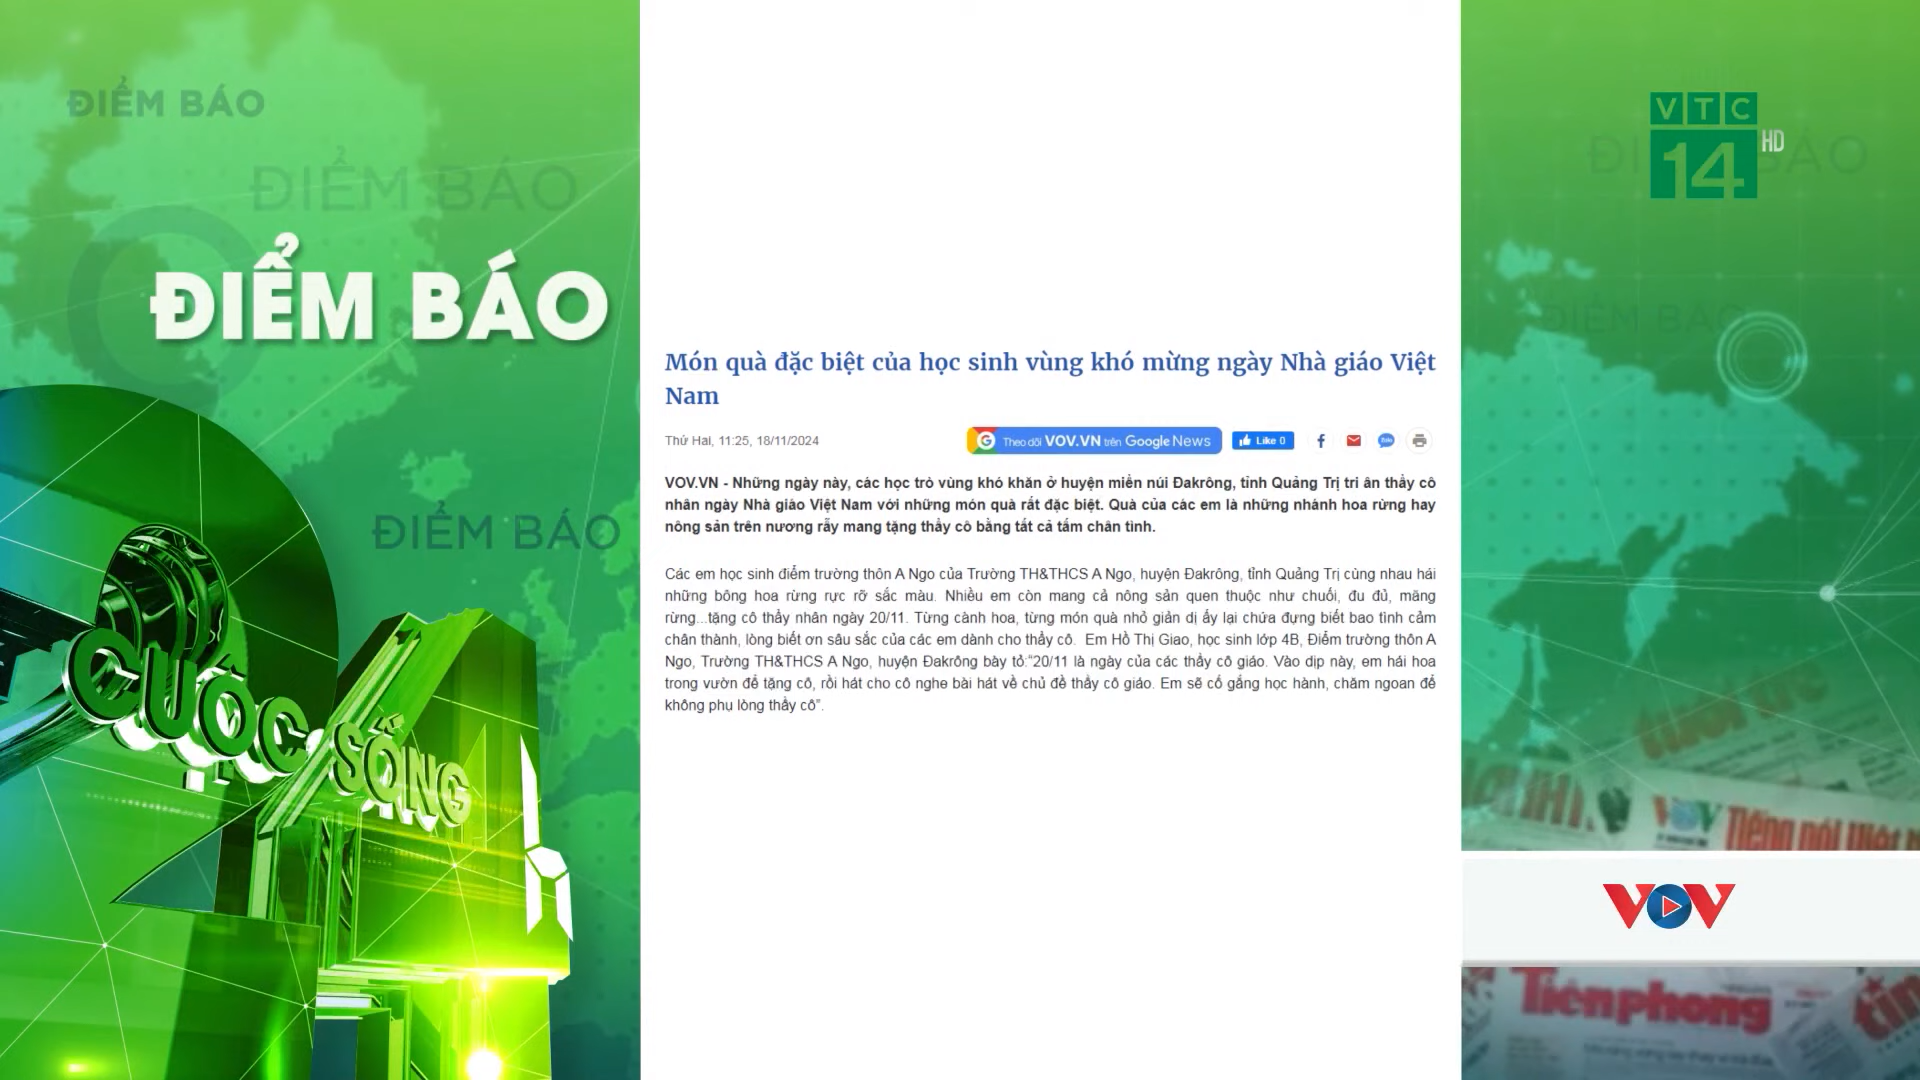 ĐIỂM BÁO
ĐIỂM BÁO
ĐIỂM BÁO
ĐIỂM BÁO
CUỘC SỐNG
24h
Món quà đặc biệt của học sinh vùng khó mừng ngày Nhà giáo Việt
Nam
Thứ Hai, 11:25, 18/11/2024
Theo dõi VOV.VN trên Google News
Like 0
Zalo
VOV.VN - Những ngày này, các học trò vùng khó khăn ở huyện miền núi Đakrông, tỉnh Quảng Trị tri ân thầy cô
nhân ngày Nhà giáo Việt Nam với những món quà rất đặc biệt. Quà của các em là những nhánh hoa rừng hay
nông sản trên nương rẫy mang tặng thầy cô bằng tất cả tấm chân tình.
Các em học sinh điểm trường thôn A Ngo của Trường TH&THCS A Ngo, huyện Đakrông, tỉnh Quảng Trị cùng nhau hái
những bông hoa rừng rực rỡ sắc màu. Nhiều em còn mang cả nông sản quen thuộc như chuối, đu đủ, măng
rừng...tặng cô thầy nhân ngày 20/11. Từng cành hoa, từng món quà nhỏ giản dị ấy lại chứa đựng biết bao tình cảm
chân thành, lòng biết ơn sâu sắc của các em dành cho thầy cô. Em Hồ Thị Giao, học sinh lớp 4B, Điểm trường thôn A
Ngo, Trường TH&THCS A Ngo, huyện Đakrông bày tỏ:“20/11 là ngày của các thầy cô giáo. Vào dịp này, em hái hoa
trong vườn để tặng cô, rồi hát cho cô nghe bài hát về chủ đề thầy cô giáo. Em sẽ cố gắng học hành, chăm ngoan để
không phụ lòng thầy cô”.
VTC
14 HD
ĐIỂM BÁO
ĐIỂM BÁO
VOV
Tiếng nói Việt
VOV
Tiền phong